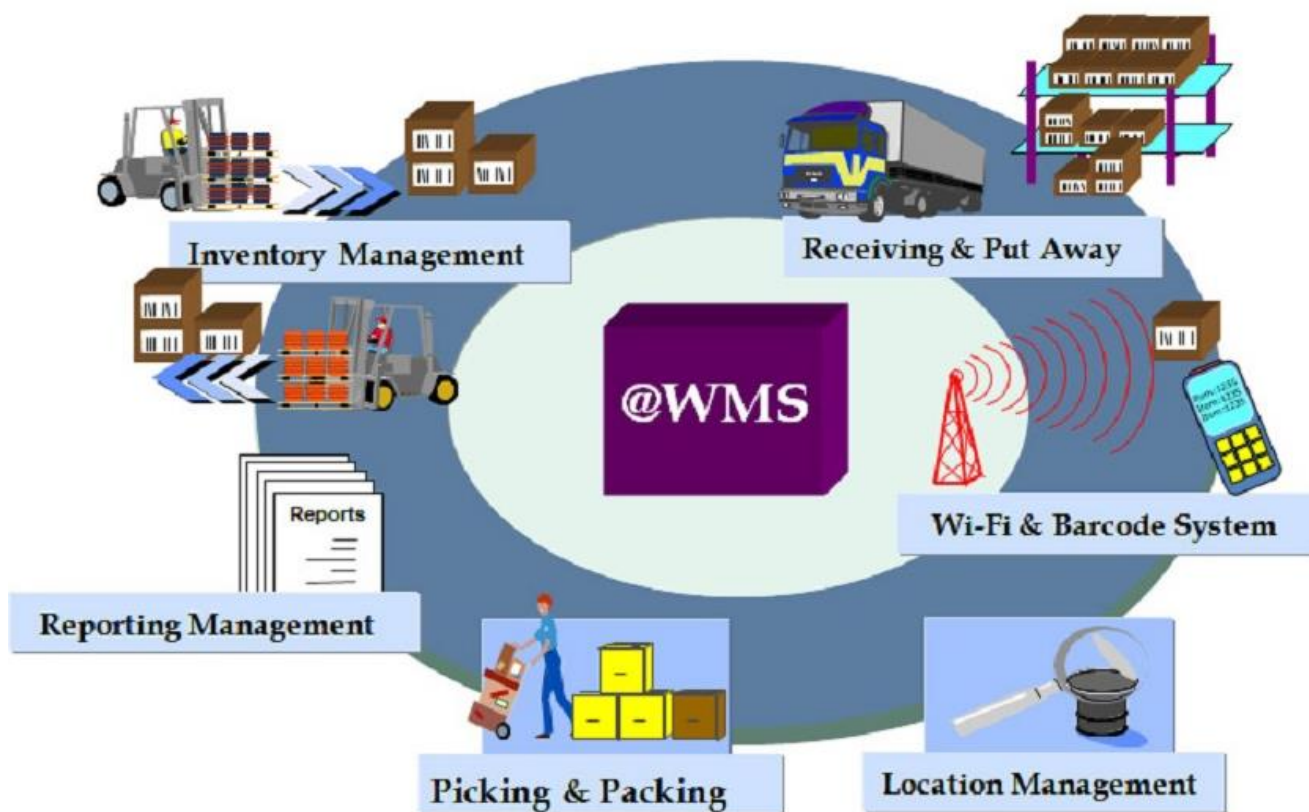 Inventory Management
Receiving & Put Away
@WMS
Wi-Fi & Barcode System
Reports
Reporting Management
Picking & Packing
Location Management